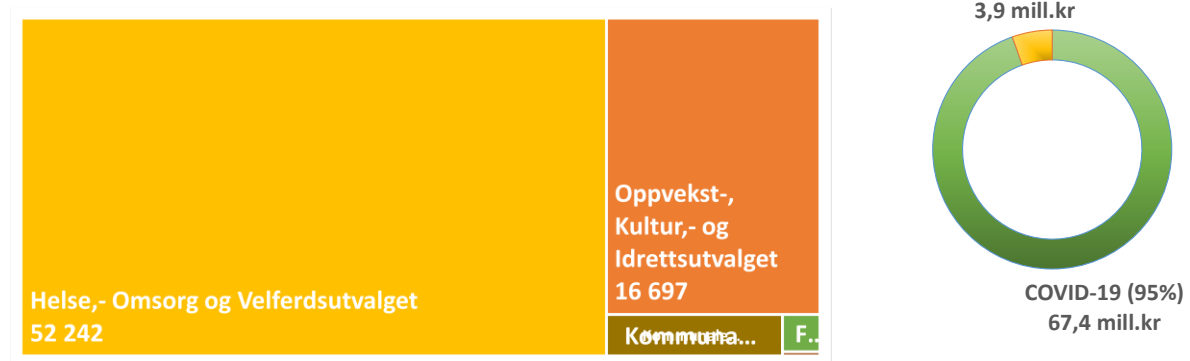 3,9 mill.kr
Oppvekst-,
Kultur,- og
Idrettsutvalget
16 697
Helse,- Omsorg og Velferdsutvalget
52 242
Kommuna...
F..
COVID-19 (95%)
67,4 mill.kr